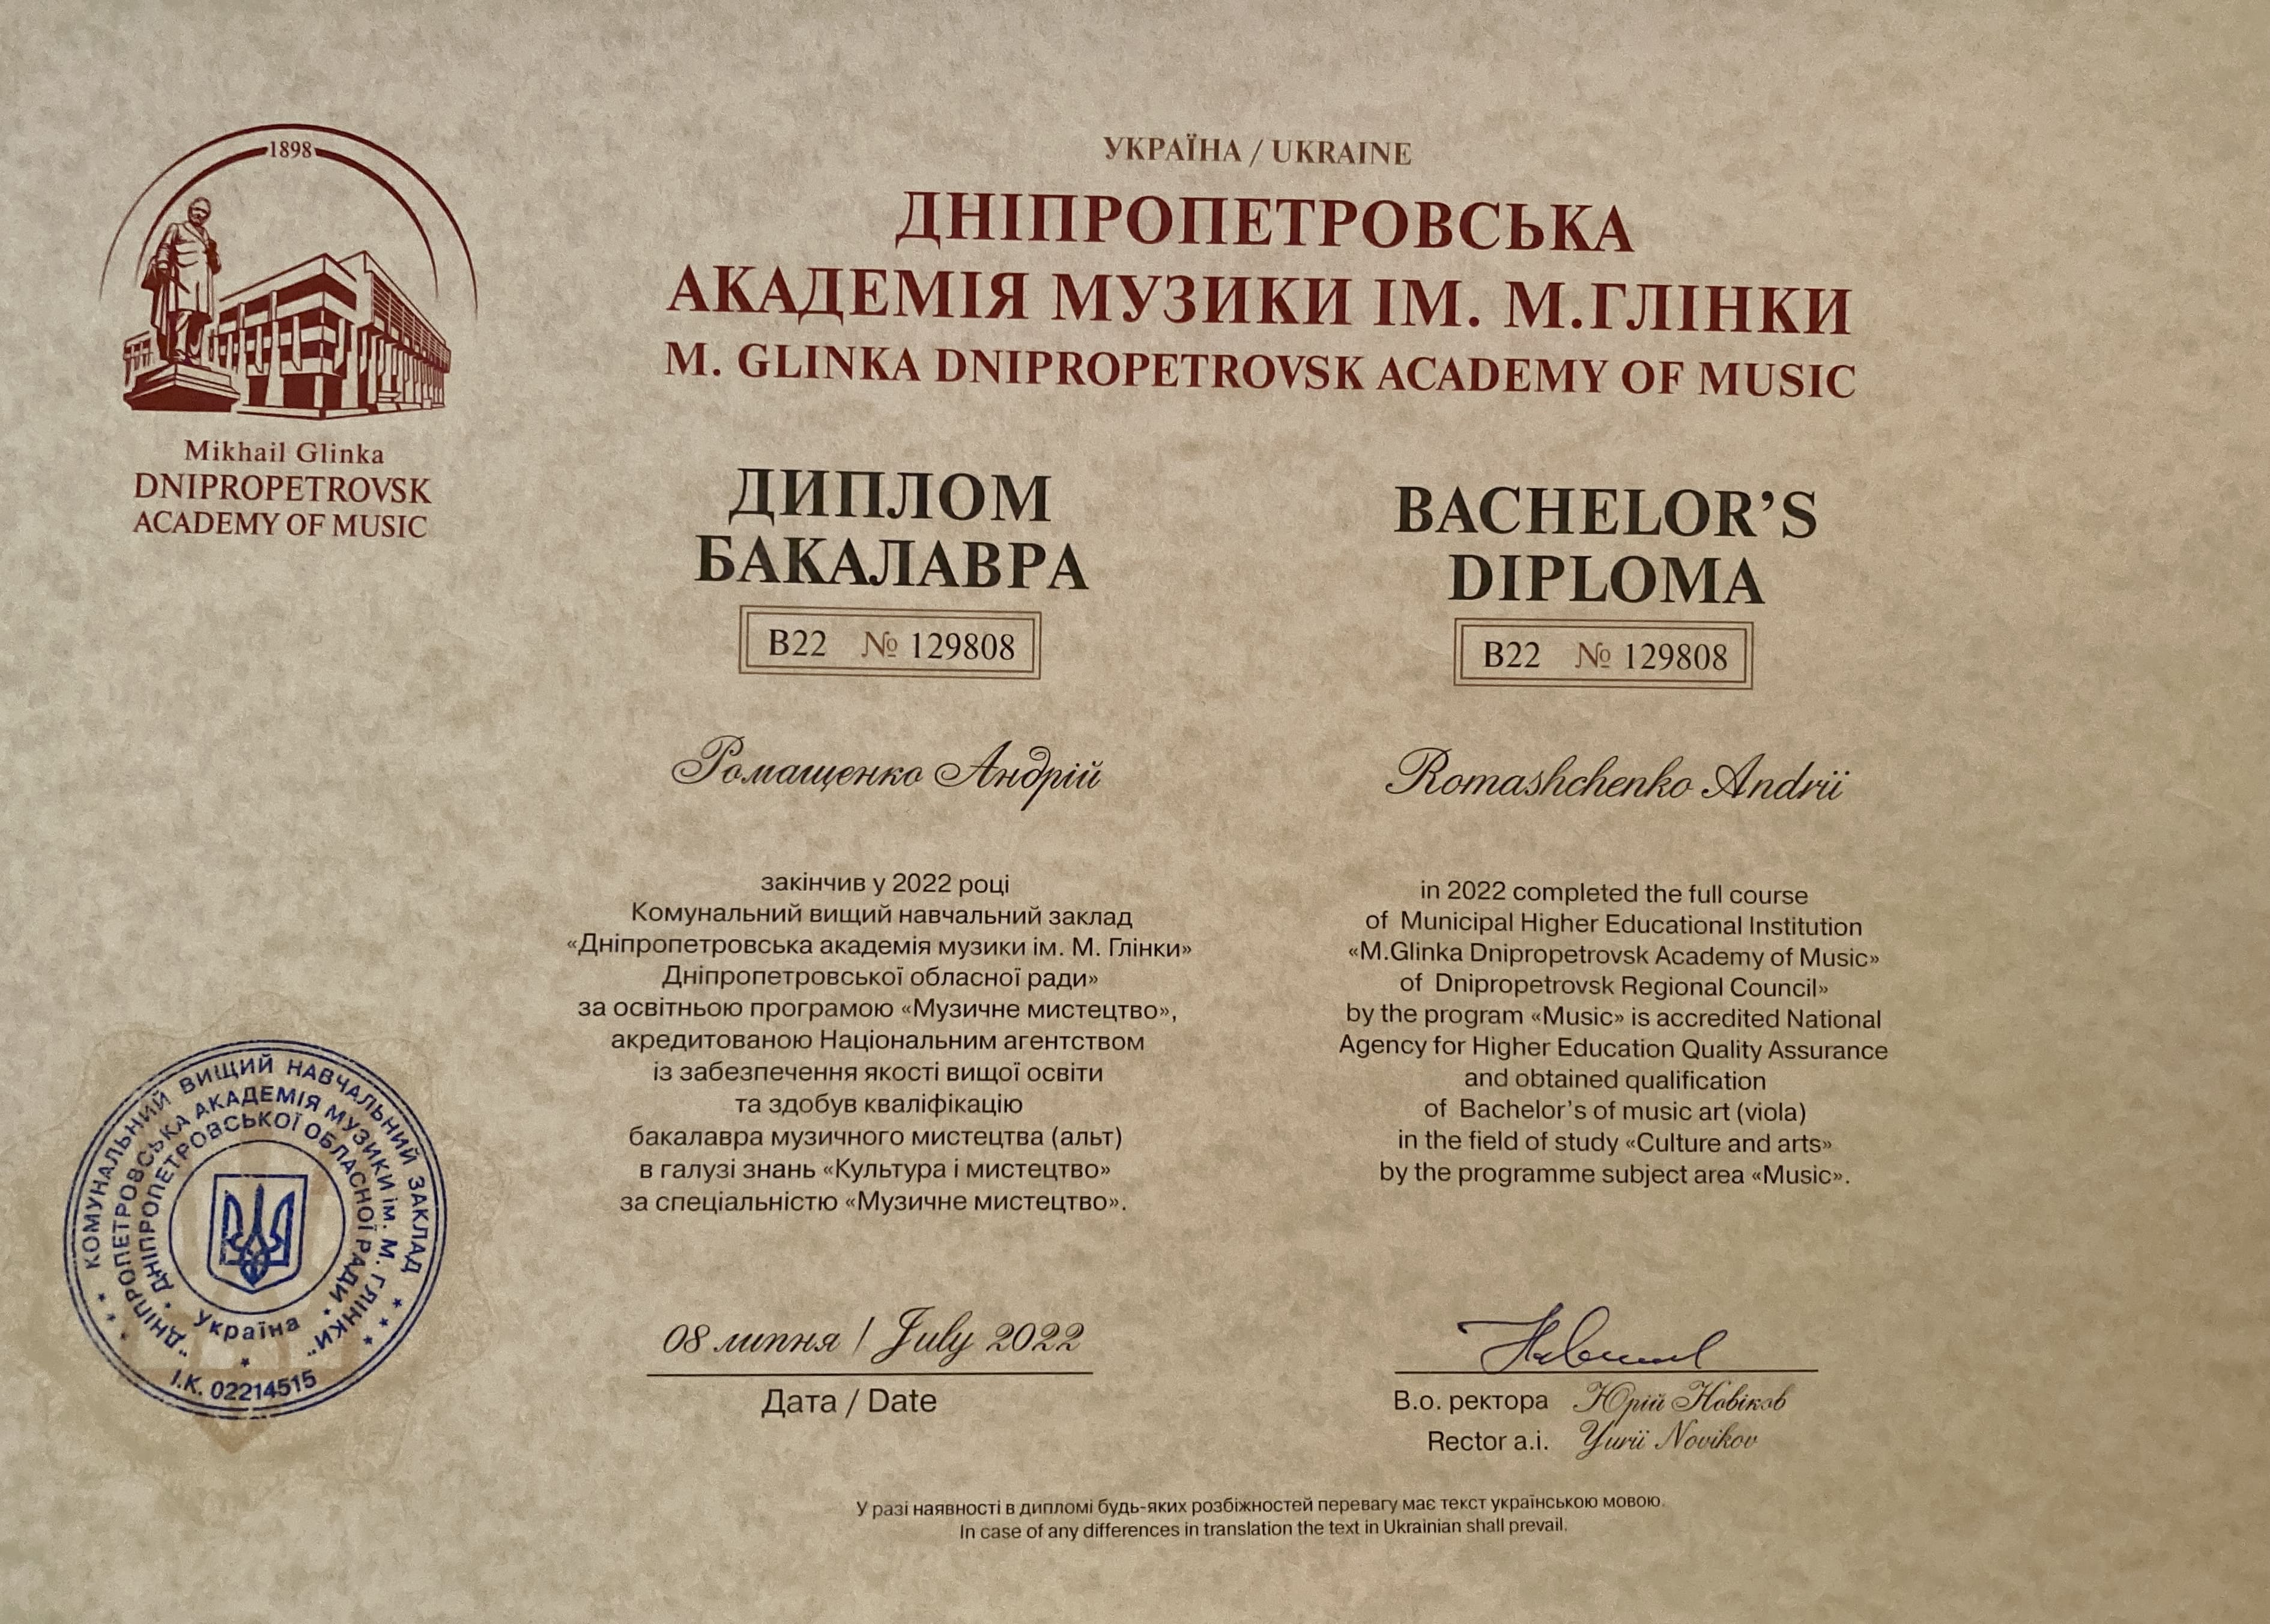 1898
Mikhail Glinka
DNIPROPETROVSK
ACADEMY OF MUSIC
УКРАЇНА / UKRAINE
ДНІПРОПЕТРОВСЬКА
АКАДЕМІЯ МУЗИКИ ІМ. М.ГЛІНКИ
M. GLINKA DNIPROPETROVSK ACADEMY OF MUSIC
ДИПЛОМ
БАКАЛАВРА
B22 № 129808
Ромащенко Андрій
закінчив у 2022 році
Комунальний вищий навчальний заклад
«Дніпропетровська академія музики ім. М. Глінки»
Дніпропетровської обласної ради»
за освітньою програмою «Музичне мистецтво»,
акредитованою Національним агентством
із забезпечення якості вищої освіти
та здобув кваліфікацію
бакалавра музичного мистецтва (альт)
в галузі знань «Культура і мистецтво»
за спеціальністю «Музичне мистецтво».
08 липня / July 2022
Дата / Date
BACHELOR’S
DIPLOMA
B22 № 129808
Romashchenko Andrii
in 2022 completed the full course
of Municipal Higher Educational Institution
«M.Glinka Dnipropetrovsk Academy of Music»
of Dnipropetrovsk Regional Council»
by the program «Music» is accredited National
Agency for Higher Education Quality Assurance
and obtained qualification
of Bachelor’s of music art (viola)
in the field of study «Culture and arts»
by the programme subject area «Music».
В.о. ректора Юрій Новіков
Rector a.i. Yurii Novikov
КОМУНАЛЬНИЙ ВИЩИЙ НАВЧАЛЬНИЙ ЗАКЛАД
"ДНІПРОПЕТРОВСЬКА АКАДЕМІЯ МУЗИКИ ім. М. ГЛІНКИ"
ДНІПРОПЕТРОВСЬКОЇ ОБЛАСНОЇ РАДИ
Україна
І.К. 02214515
У разі наявності в дипломі будь-яких розбіжностей перевагу має текст українською мовою.
In case of any differences in translation the text in Ukrainian shall prevail.